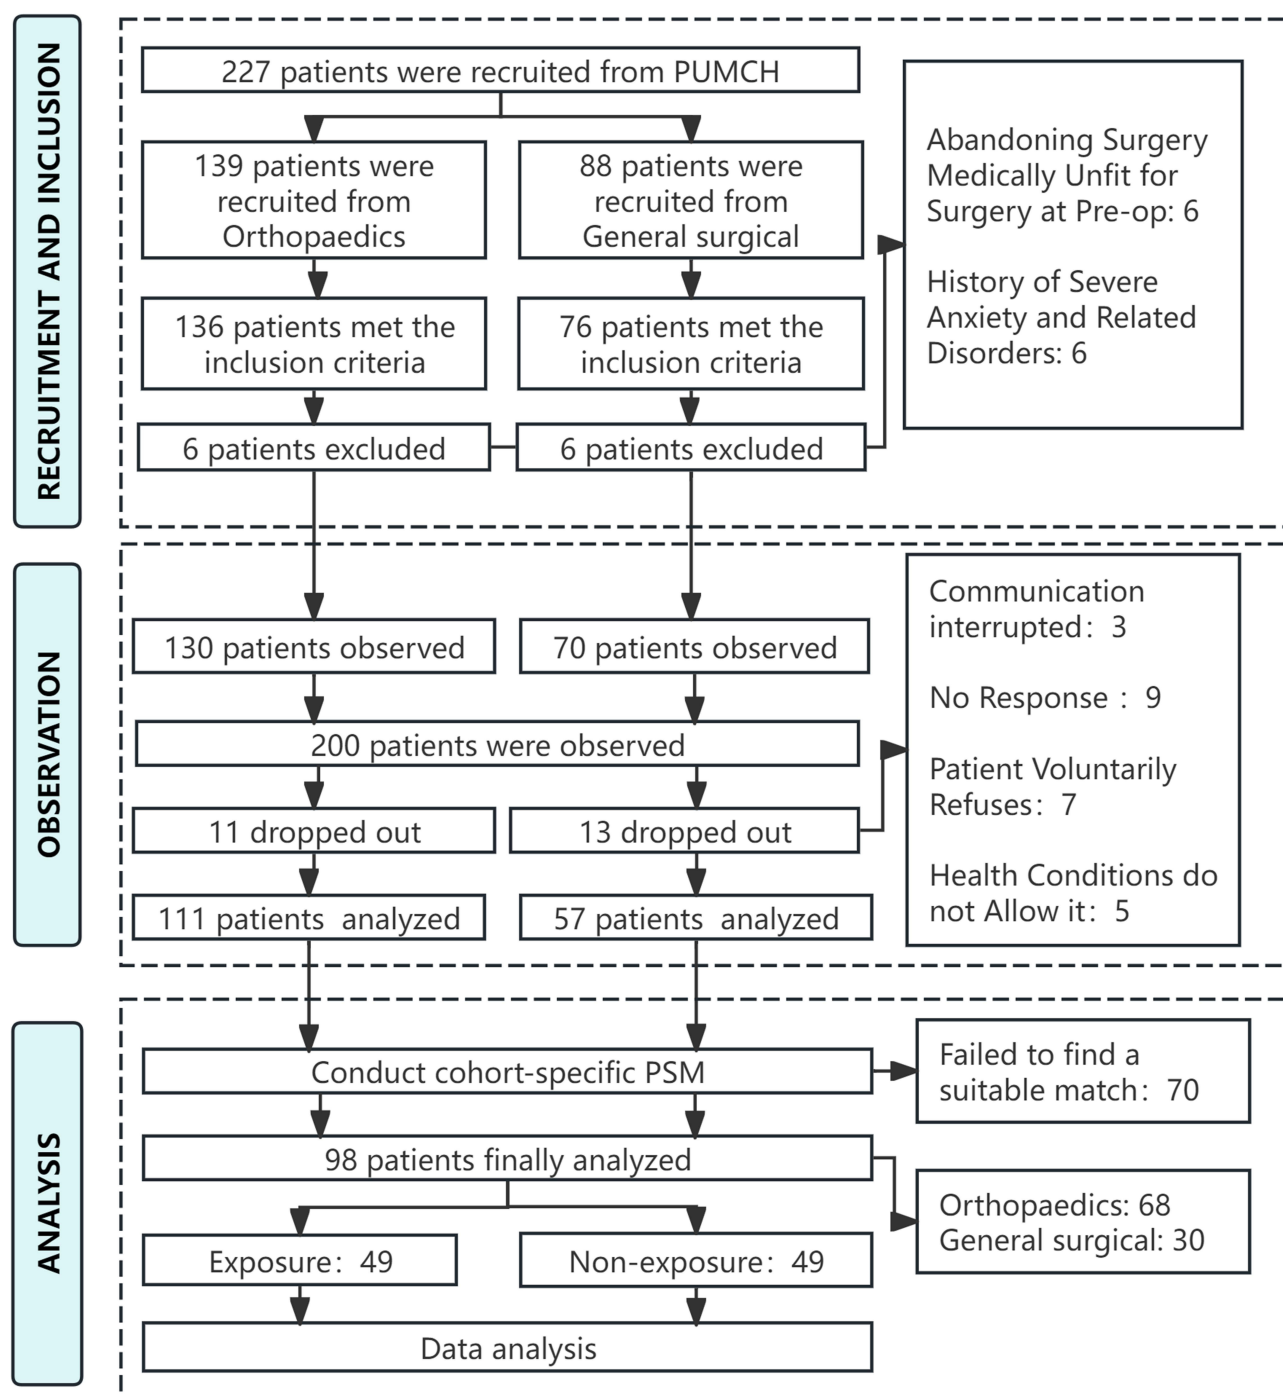 RECRUITMENT AND INCLUSION
227 patients were recruited from PUMCH
139 patients were
recruited from
Orthopaedics
88 patients were
recruited from
General surgical
136 patients met the
inclusion criteria
76 patients met the
inclusion criteria
6 patients excluded
6 patients excluded
Abandoning Surgery
Medically Unfit for
Surgery at Pre-op: 6
History of Severe
Anxiety and Related
Disorders: 6
OBSERVATION
130 patients observed
70 patients observed
200 patients were observed
11 dropped out
13 dropped out
111 patients  analyzed
57 patients  analyzed
Communication
interrupted： 3
No Response： 9
Patient Voluntarily
Refuses： 7
Health Conditions do
not Allow it： 5
ANALYSIS
Conduct cohort-specific PSM
Failed to find a
suitable match： 70
98 patients finally analyzed
Orthopaedics: 68
General surgical: 30
Exposure： 49
Non-exposure： 49
Data analysis